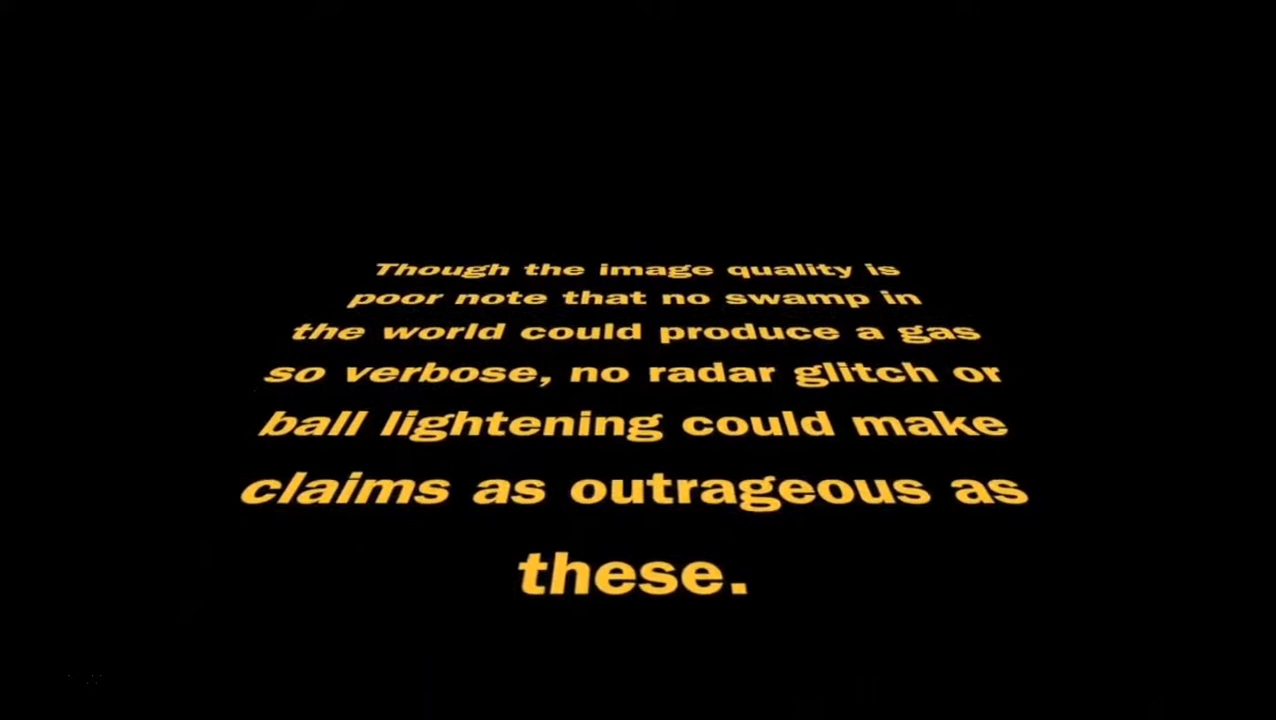 Though the image quality is
poor note that no swamp in
the world could produce a gas
so verbose, no radar glitch or
ball lightening could make
claims as outrageous as
these.